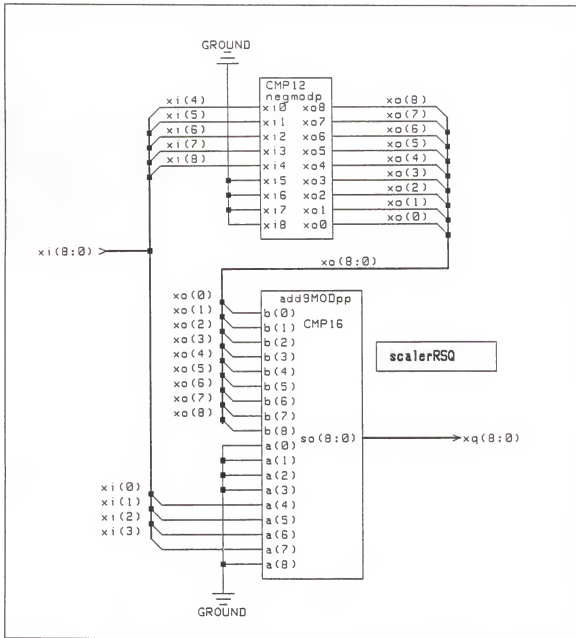 GROUND
CMP12
negmodp
xi(4) xi0 xo8 xo(8)
xi(5) xi1 xo7 xo(7)
xi(6) xi2 xo6 xo(6)
xi(7) xi3 xo5 xo(5)
xi(8) xi4 xo4 xo(4)
xi5 xo3 xo(3)
xi6 xo2 xo(2)
xi7 xo1 xo(1)
xi8 xo0 xo(0)
xi(8:0)
xo(8:0)
add9MODpp
CMP16
scalerRSQ
xo(0) b(0)
xo(1) b(1)
xo(2) b(2)
xo(3) b(3)
xo(4) b(4)
xo(5) b(5)
xo(6) b(6)
xo(7) b(7)
xo(8) b(8)
so(8:0) xq(8:0)
a(0)
a(1)
a(2)
a(3)
xi(0) a(4)
xi(1) a(5)
xi(2) a(6)
xi(3) a(7)
a(8)
GROUND